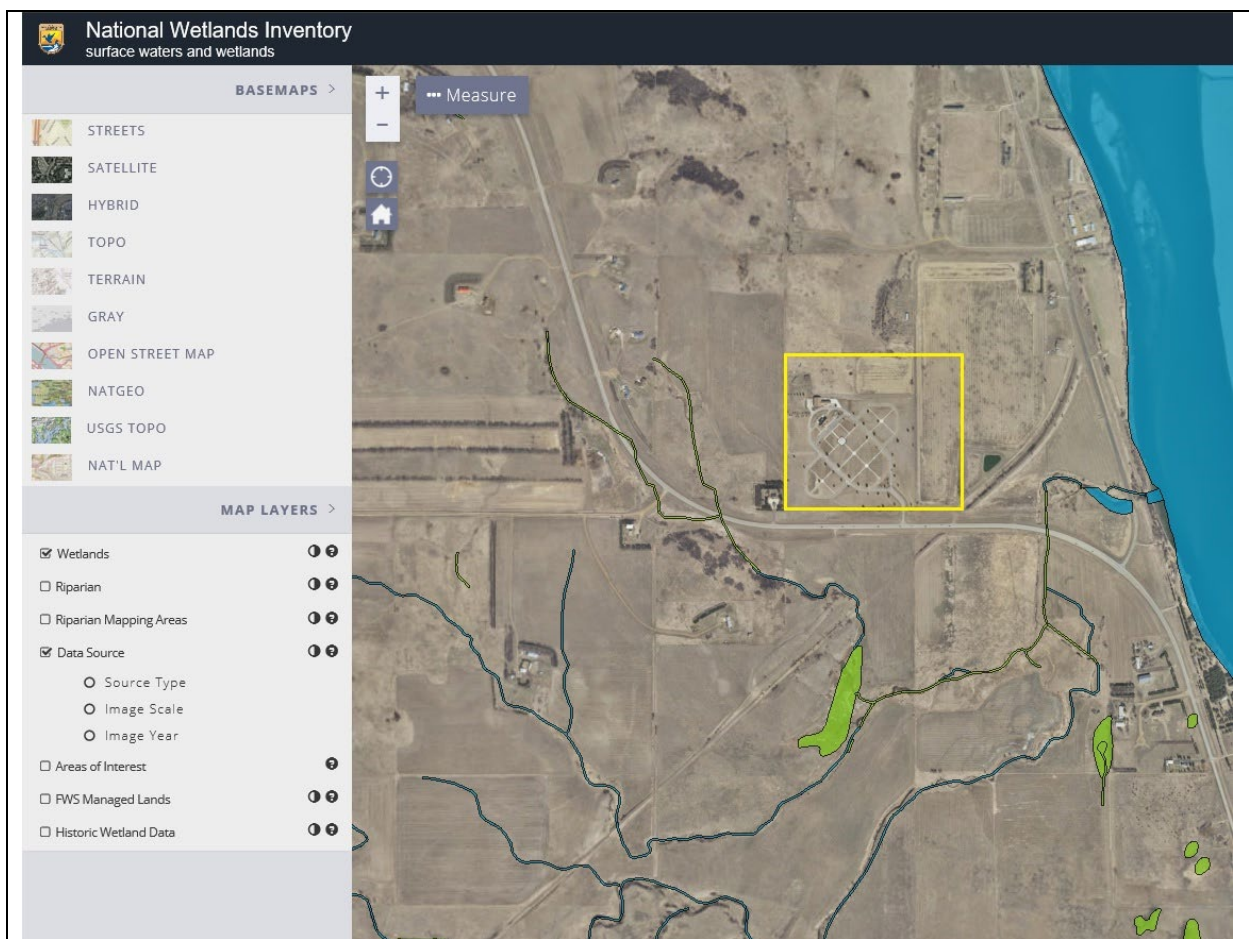 National Wetlands Inventory
surface waters and wetlands
BASEMAPS >
STREETS
SATELLITE
HYBRID
TOPO
TERRAIN
GRAY
OPEN STREET MAP
NATGEO
USGS TOPO
NAT'L MAP
MAP LAYERS >
Wetlands
Riparian
Riparian Mapping Areas
Data Source
Source Type
Image Scale
Image Year
Areas of Interest
FWS Managed Lands
Historic Wetland Data
+
−
••• Measure